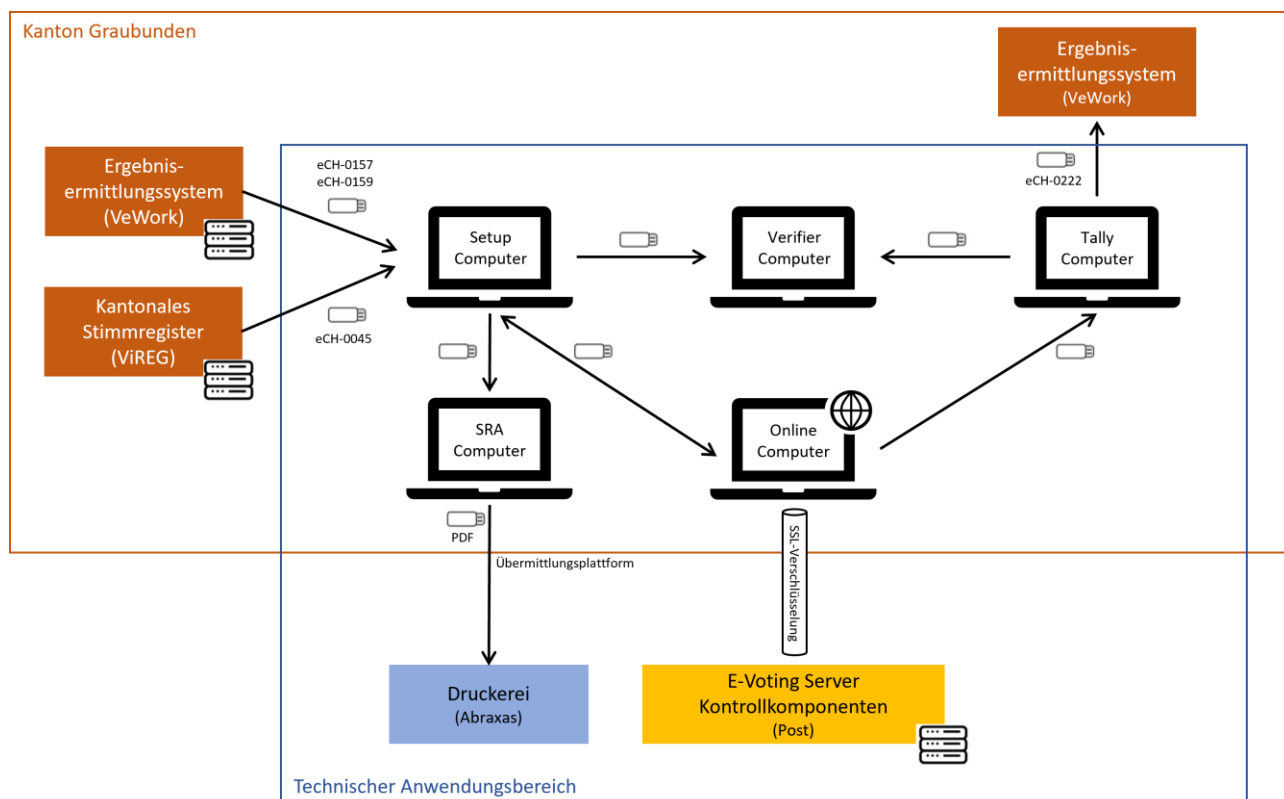 Kanton Graubunden
Ergebnis-
ermittlungssystem
(VeWork)
Ergebnis-
ermittlungssystem
(VeWork)
eCH-0157
eCH-0159
eCH-0222
Setup
Computer
Verifier
Computer
Tally
Computer
Kantonales
Stimmregister
(ViREG)
eCH-0045
SRA
Computer
Online
Computer
PDF
Übermittlungsplattform
SSL-Verschlüsselung
Druckerei
(Abraxas)
E-Voting Server
Kontrollkomponenten
(Post)
Technischer Anwendungsbereich